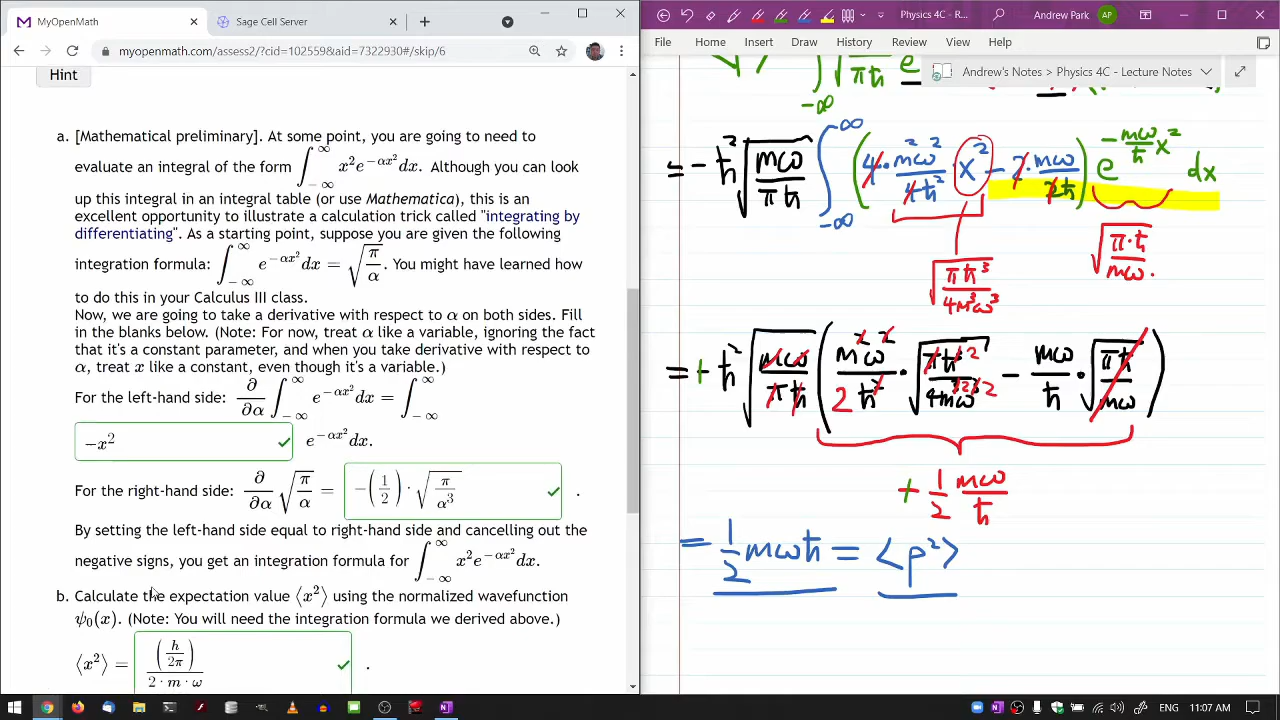 MyOpenMath
Sage Cell Server
myopenmath.com/assess2/?cid=102559&aid=7322930#/skip/6
Hint
a. [Mathematical preliminary]. At some point, you are going to need to
evaluate an integral of the form ∫_{−∞}^{∞} x²e^{−αx²}dx. Although you can look
up this integral in an integral table (or use Mathematica), this is an
excellent opportunity to illustrate a calculation trick called "integrating by
differentiating". As a starting point, suppose you are given the following
integration formula: ∫_{−∞}^{∞} e^{−αx²}dx = √(π/α). You might have learned how
to do this in your Calculus III class.
Now, we are going to take a derivative with respect to α on both sides. Fill
in the blanks below. (Note: For now, treat α like a variable, ignoring the fact
that it's a constant parameter, and when you take derivative with respect to
α, treat x like a constant, even though it's a variable.)
For the left-hand side: ∂/∂α ∫_{−∞}^{∞} e^{−αx²}dx = ∫_{−∞}^{∞}
−x² e^{−αx²}dx.
For the right-hand side: ∂/∂α √(π/α) = −(1/2)·√(π/α³) .
By setting the left-hand side equal to right-hand side and cancelling out the
negative signs, you get an integration formula for ∫_{−∞}^{∞} x²e^{−αx²}dx.
b. Calculate the expectation value ⟨x²⟩ using the normalized wavefunction
ψ₀(x). (Note: You will need the integration formula we derived above.)
⟨x²⟩ = (h/2π)/(2·m·ω) .
Physics 4C - L...
Andrew Park
AP
File Home Insert Draw History Review View Help
Andrew's Notes > Physics 4C - Lecture Notes
√ πħ e
−∞
= −ħ² √(mω/πħ) ∫_{−∞}^{−∞} (4·m²ω²/4ħ² x² − 2·mω/2ħ) e^{−mω/ħ x²} dx
√(πħ³/4m³ω³)
√(π·ħ/mω)
= +ħ² √(mω/πħ) (m²ω²/2ħ² · √(πħ³/4m³ω³) − mω/ħ · √(πħ/mω))
+ 1/2 mω/ħ
= 1/2 mωħ = ⟨p²⟩
11:07 AM